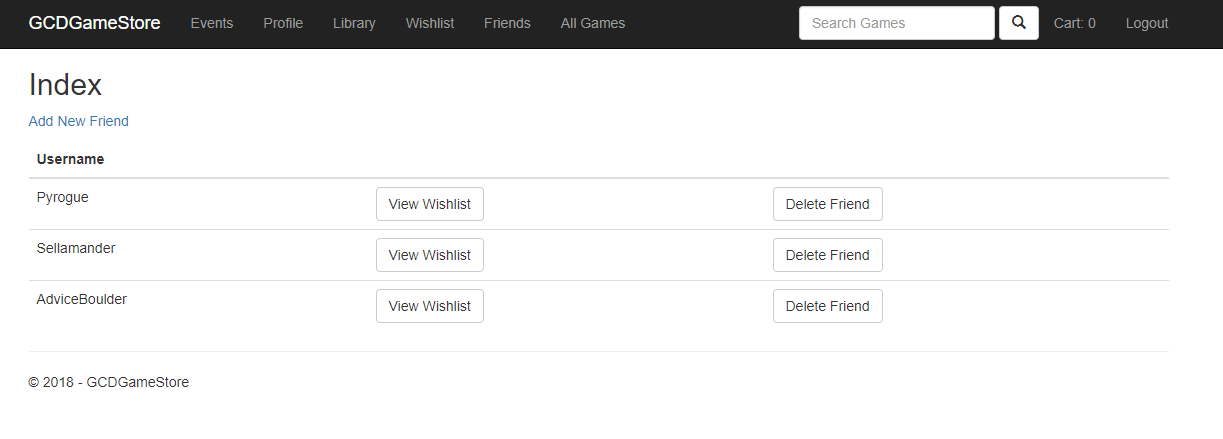 GCDGameStore Events Profile Library Wishlist Friends All Games Search Games Cart: 0 Logout
Index
Add New Friend
Username
Pyrogue View Wishlist Delete Friend
Sellamander View Wishlist Delete Friend
AdviceBoulder View Wishlist Delete Friend
© 2018 - GCDGameStore